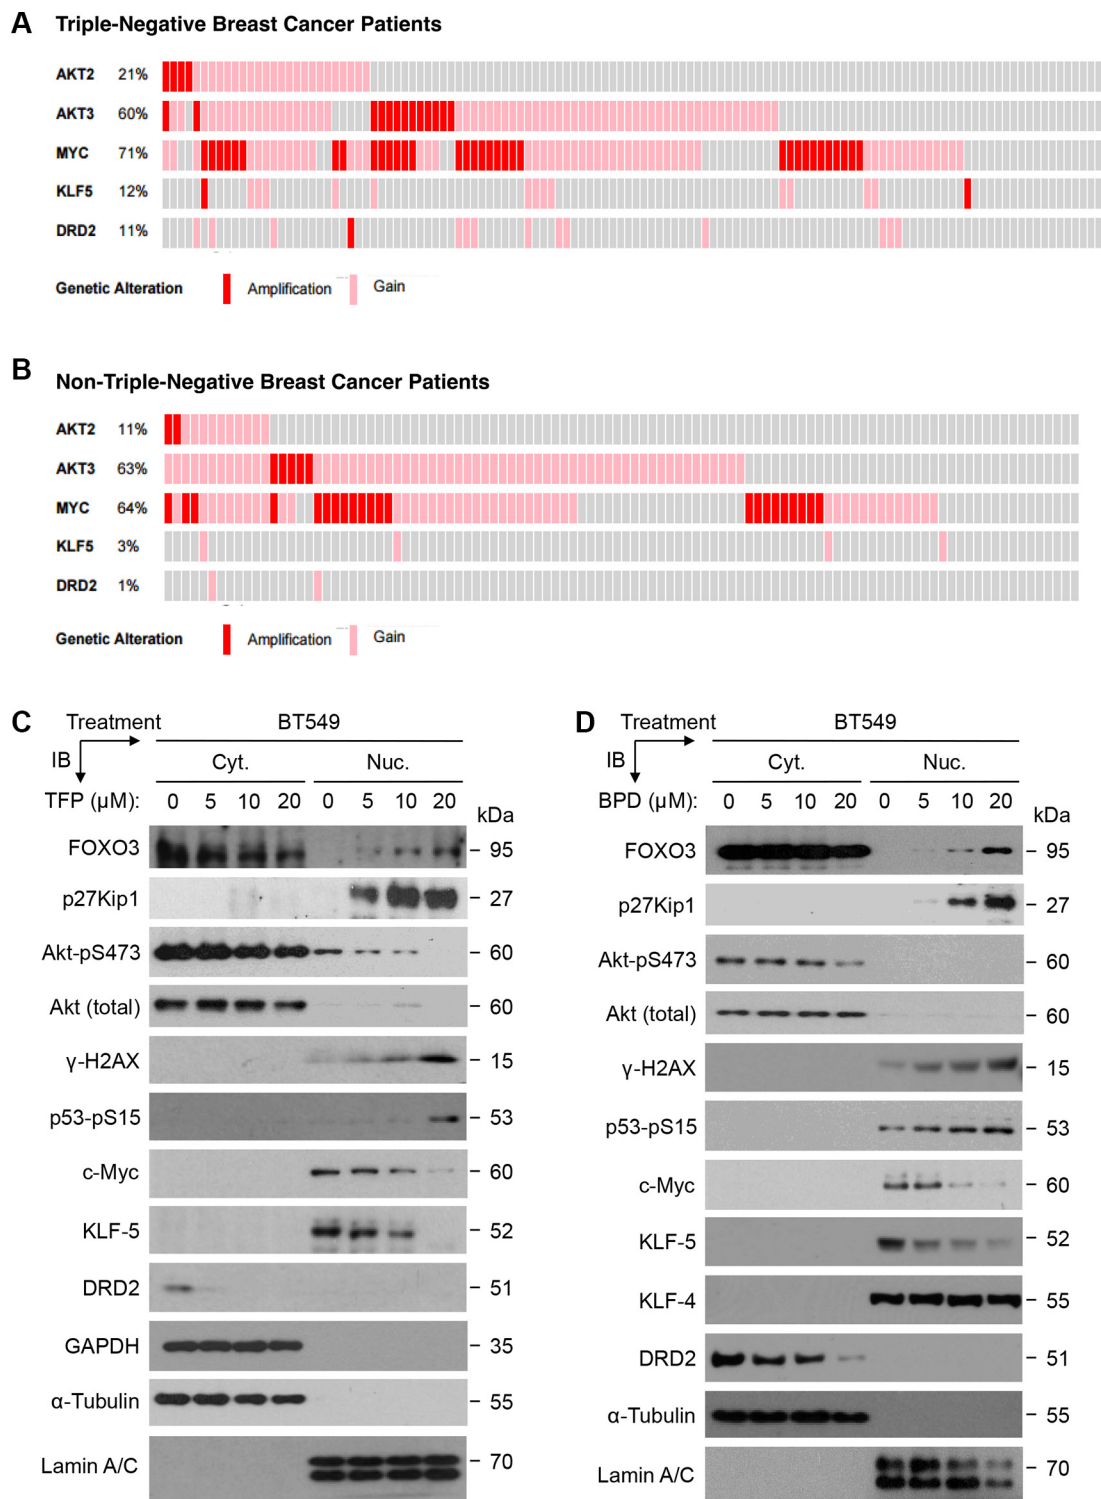 A Triple-Negative Breast Cancer Patients
AKT2 21%
AKT3 60%
MYC 71%
KLF5 12%
DRD2 11%
Genetic Alteration Amplification Gain
B Non-Triple-Negative Breast Cancer Patients
AKT2 11%
AKT3 63%
MYC 64%
KLF5 3%
DRD2 1%
Genetic Alteration Amplification Gain
C Treatment BT549
IB Cyt. Nuc.
TFP (μM): 0 5 10 20 0 5 10 20 kDa
FOXO3 – 95
p27Kip1 – 27
Akt-pS473 – 60
Akt (total) – 60
γ-H2AX – 15
p53-pS15 – 53
c-Myc – 60
KLF-5 – 52
DRD2 – 51
GAPDH – 35
α-Tubulin – 55
Lamin A/C – 70
D Treatment BT549
IB Cyt. Nuc.
BPD (μM): 0 5 10 20 0 5 10 20 kDa
FOXO3 – 95
p27Kip1 – 27
Akt-pS473 – 60
Akt (total) – 60
γ-H2AX – 15
p53-pS15 – 53
c-Myc – 60
KLF-5 – 52
KLF-4 – 55
DRD2 – 51
α-Tubulin – 55
Lamin A/C – 70